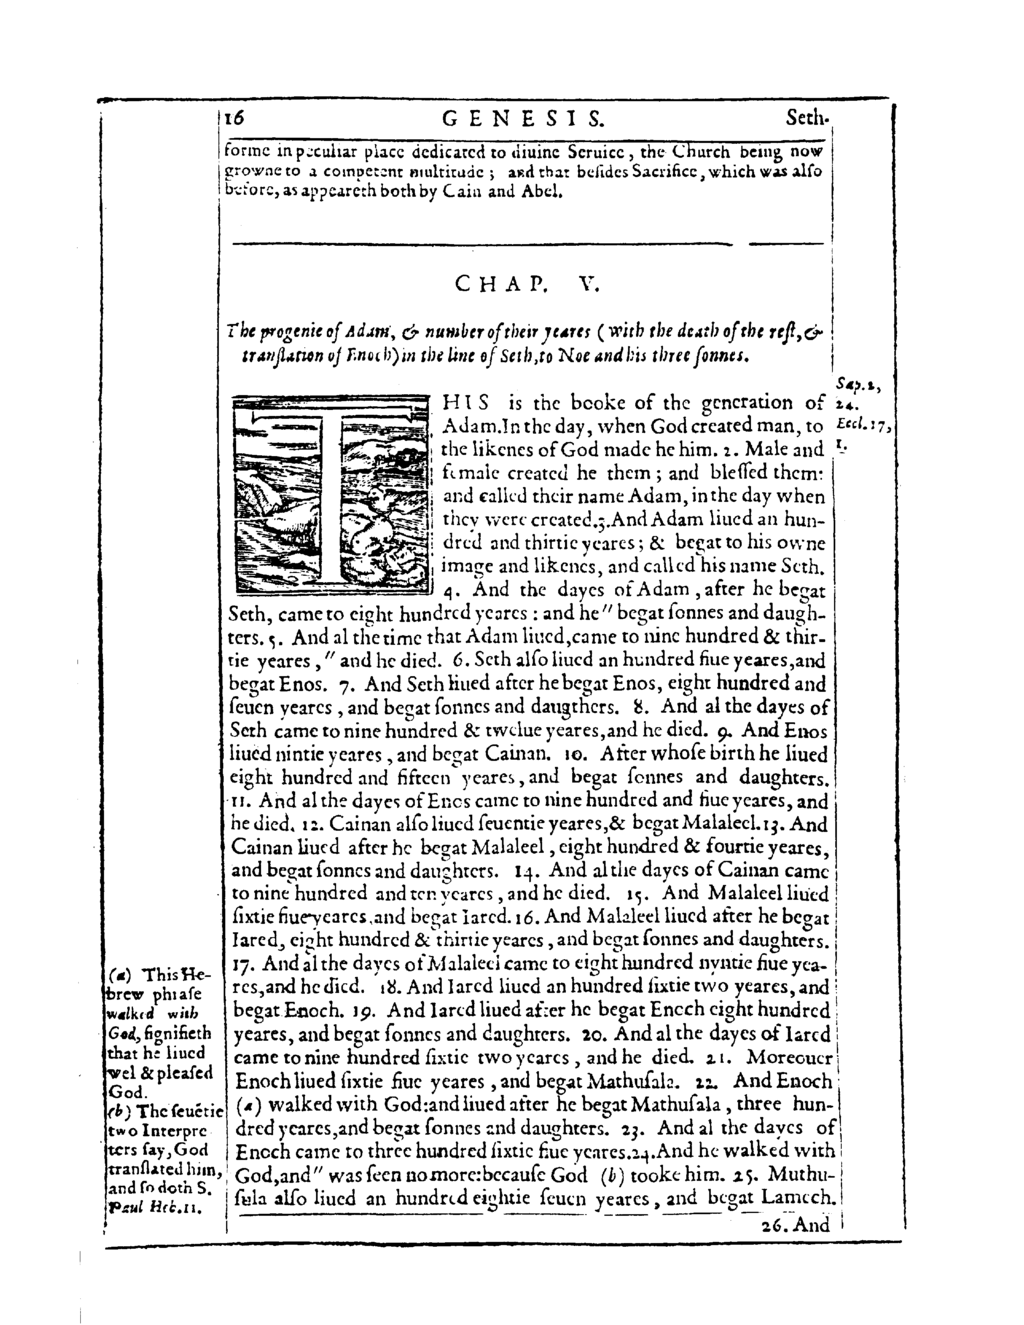 16 GENESIS. Seth.
forme in peculiar place dedicated to diuine Seruice, the Church being now
growne to a competent multitude; and that beſides Sacrifice, which was alſo
before, as appeareth both by Cain and Abel.
CHAP. V.
The progenie of Adam, & number of their yeares (with the death of the reſt, &
tranſlation of Enoch) in the line of Seth, to Noe and his three ſonnes.
THIS is the booke of the generation of
Adam. In the day, when God created man, to
the likenes of God made he him. 2. Male and
female created he them; and bleſſed them:
and called their name Adam, in the day when
they were created. 3. And Adam liued an hun-
dred and thirtie yeares; & begat to his owne
image and likenes, and called his name Seth.
4. And the dayes of Adam, after he begat
Seth, came to eight hundred yeares: and he" begat ſonnes and daugh-
ters. 5. And al the time that Adam liued, came to nine hundred & thir-
tie yeares," and he died. 6. Seth alſo liued an hundred fiue yeares, and
begat Enos. 7. And Seth liued after he begat Enos, eight hundred and
ſeuen yeares, and begat ſonnes and daugthers. 8. And al the dayes of
Seth came to nine hundred & twelue yeares, and he died. 9. And Enos
liued nintie yeares, and begat Cainan. 10. After whoſe birth he liued
eight hundred and fifteen yeares, and begat ſonnes and daughters.
11. And al the dayes of Enos came to nine hundred and fiue yeares, and
he died. 12. Cainan alſo liued ſeuentie yeares, & begat Malaleel. 13. And
Cainan liued after he begat Malaleel, eight hundred & fourtie yeares,
and begat ſonnes and daughters. 14. And al the dayes of Cainan came
to nine hundred and ten yeares, and he died. 15. And Malaleel liued
ſixtie fiue yeares, and begat Iared. 16. And Malaleel liued after he begat
Iared, eight hundred & thirtie yeares, and begat ſonnes and daughters.
17. And al the dayes of Malaleel came to eight hundred nyntie fiue yea-
res, and he died. 18. And Iared liued an hundred ſixtie two yeares, and
begat Enoch. 19. And Iared liued after he begat Enoch eight hundred
yeares, and begat ſonnes and daughters. 20. And al the dayes of Iared
came to nine hundred ſixtie two yeares, and he died. 21. Moreouer
Enoch liued ſixtie fiue yeares, and begat Mathuſala. 22. And Enoch
(a) walked with God: and liued after he begat Mathuſala, three hun-
dred yeares, and begat ſonnes and daughters. 23. And al the dayes of
Enoch came to three hundred ſixtie fiue yeares. 24. And he walked with
God, and" was ſeen no more: becauſe God (b) tooke him. 25. Muthu-
ſula alſo liued an hundred eightie ſeuen yeares, and begat Lamech.
26. And
Sap. 2,
24.
Eccl. 17,
1.
(a) This He-
brew phraſe
walked with
God, ſignifieth
that he liued
wel & pleaſed
God.
(b) The ſeuẽtie
two Interpre
ters ſay, God
tranſlated him,
and ſo doth S.
Paul Heb. 11.